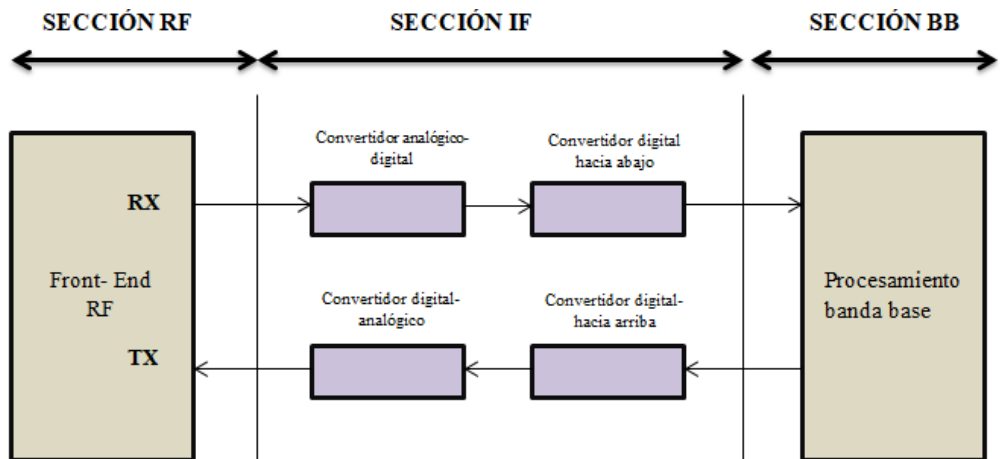 SECCIÓN RF
SECCIÓN IF
SECCIÓN BB
Convertidor analógico-
digital
Convertidor digital
hacia abajo
RX
Front- End
RF
Procesamiento
banda base
Convertidor digital-
analógico
Convertidor digital-
hacia arriba
TX